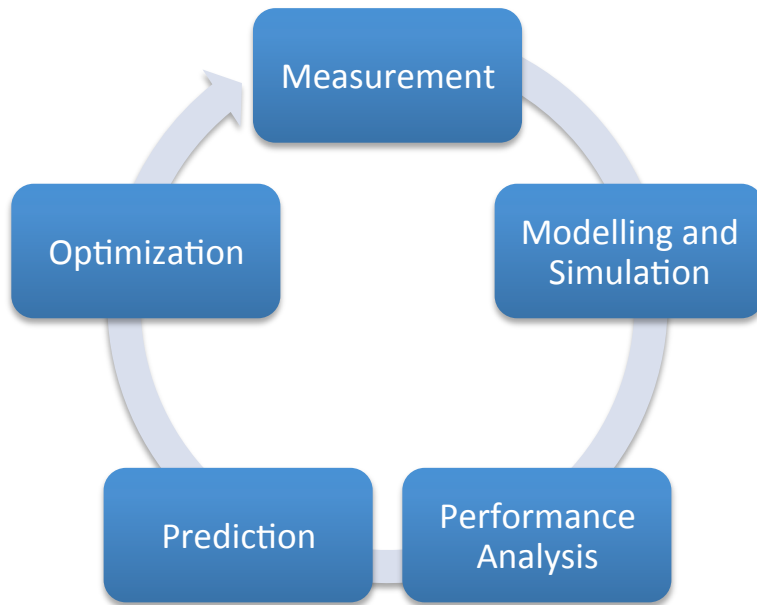 Measurement
Modelling and
Simulation
Performance
Analysis
Prediction
Optimization